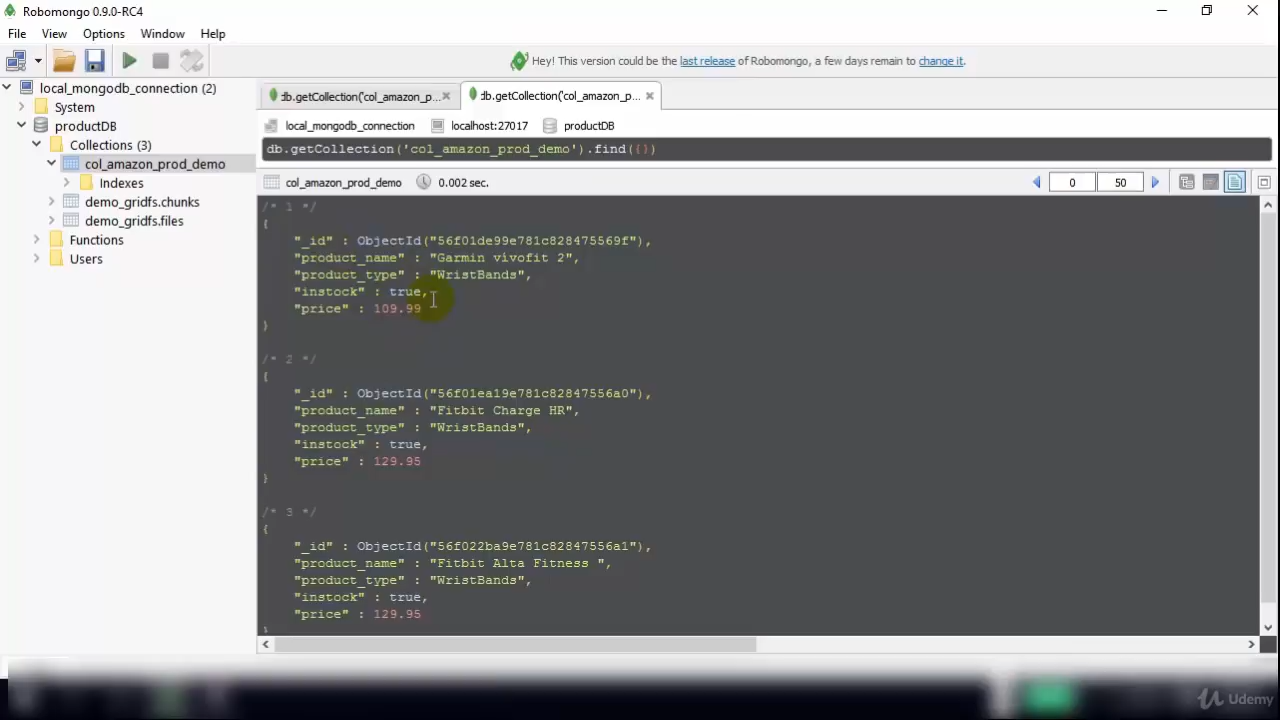 Robomongo 0.9.0-RC4
File View Options Window Help
Hey! This version could be the last release of Robomongo, a few days remain to change it.
local_mongodb_connection (2)
System
productDB
Collections (3)
col_amazon_prod_demo
Indexes
demo_gridfs.chunks
demo_gridfs.files
Functions
Users
db.getCollection('col_amazon_p...
db.getCollection('col_amazon_p...
local_mongodb_connection localhost:27017 productDB
db.getCollection('col_amazon_prod_demo').find({})
col_amazon_prod_demo 0.002 sec. 0 50
/* 1 */
{
"_id" : ObjectId("56f01de99e781c828475569f"),
"product_name" : "Garmin vívofit 2",
"product_type" : "WristBands",
"instock" : true,
"price" : 109.99
}
/* 2 */
{
"_id" : ObjectId("56f01ea19e781c82847556a0"),
"product_name" : "Fitbit Charge HR",
"product_type" : "WristBands",
"instock" : true,
"price" : 129.95
}
/* 3 */
{
"_id" : ObjectId("56f022ba9e781c82847556a1"),
"product_name" : "Fitbit Alta Fitness ",
"product_type" : "WristBands",
"instock" : true,
"price" : 129.95
}
Udemy